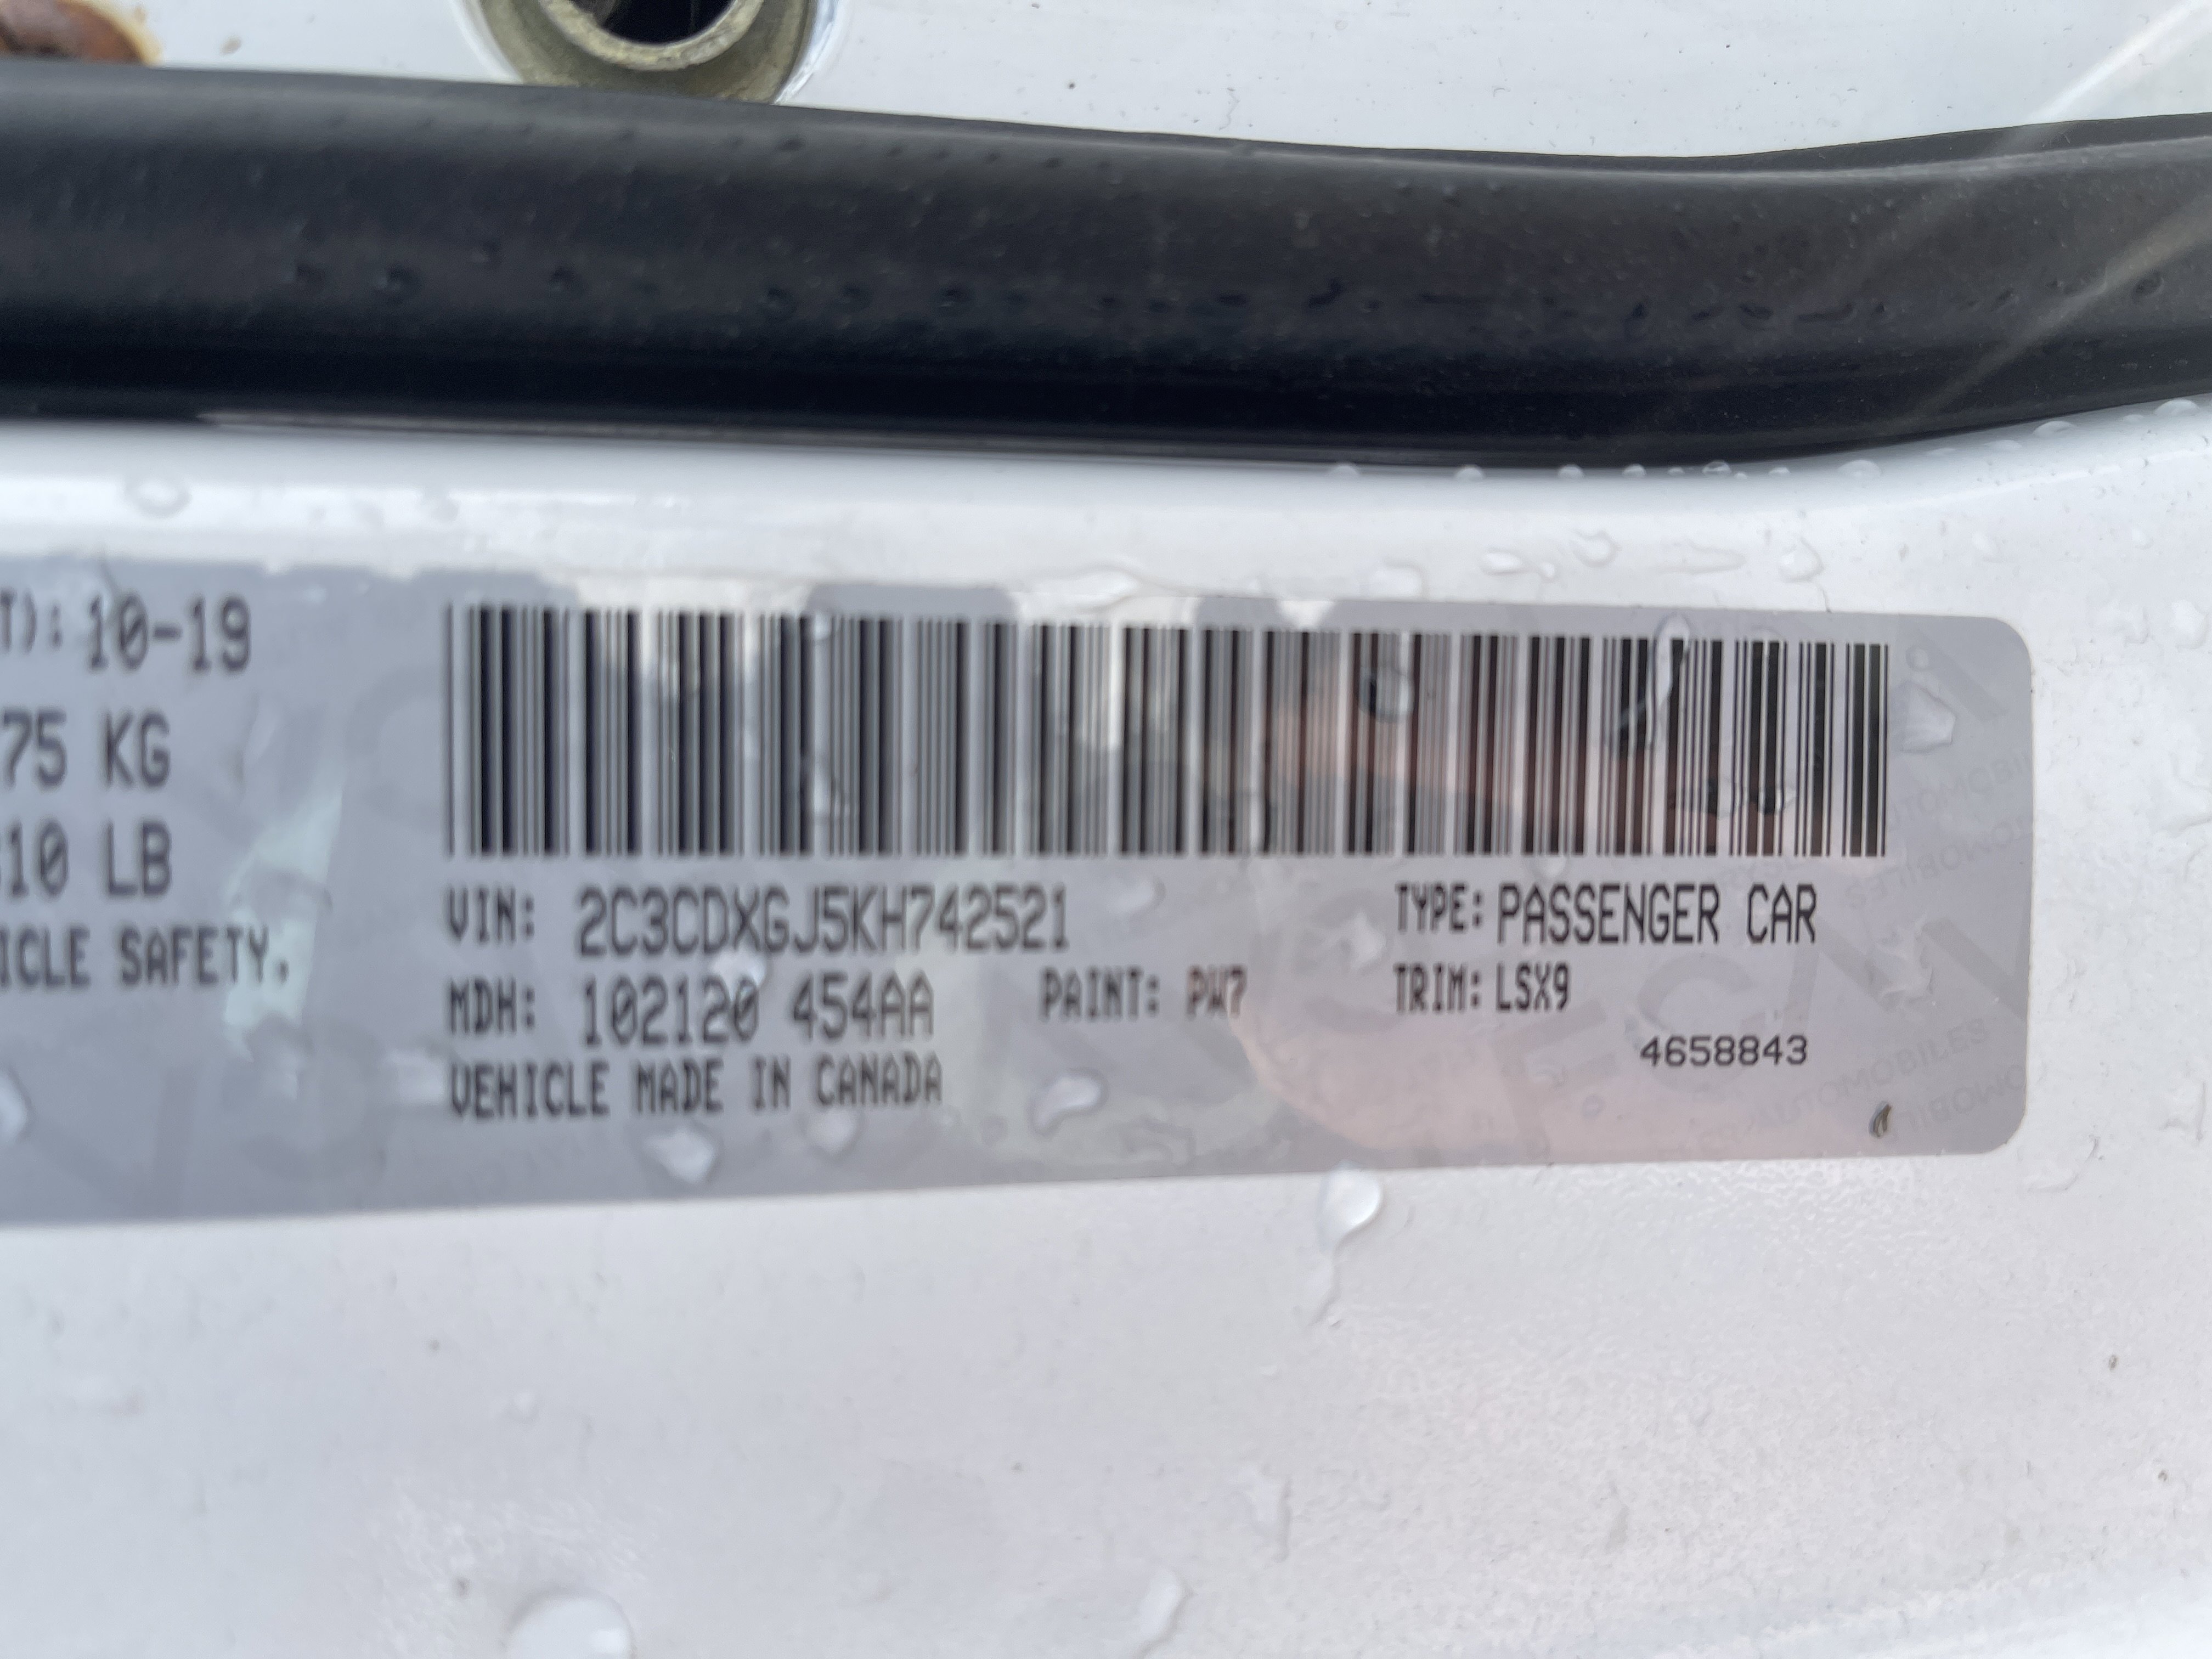 T): 10-19
75 KG
10 LB
ICLE SAFETY.
VIN: 2C3CDXGJ5KH742521
TYPE: PASSENGER CAR
MDH: 102120 454AA
PAINT: PW7
TRIM: LSX9
4658843
VEHICLE MADE IN CANADA